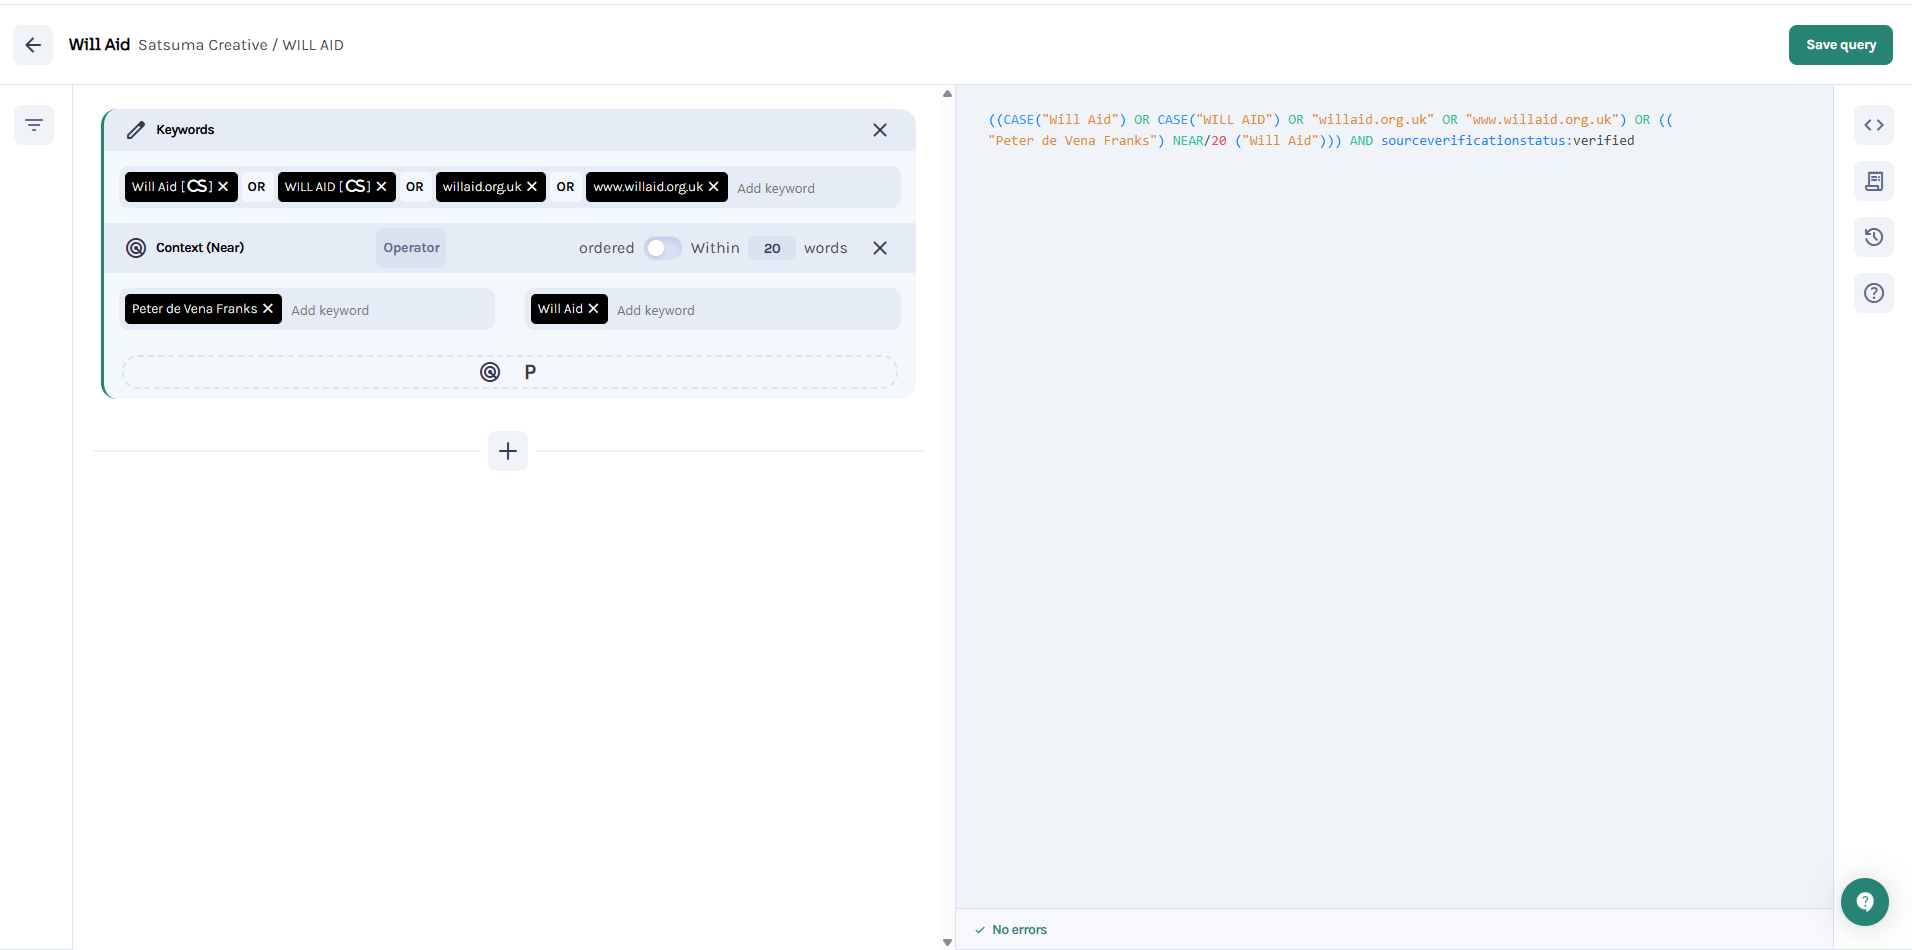 Will Aid Satsuma Creative / WILL AID
Save query
Keywords
Will Aid [CS] OR WILL AID [CS] OR willaid.org.uk OR www.willaid.org.uk Add keyword
Context (Near) Operator ordered Within 20 words
Peter de Vena Franks Add keyword Will Aid Add keyword
P
((CASE("Will Aid") OR CASE("WILL AID") OR "willaid.org.uk" OR "www.willaid.org.uk") OR ((
"Peter de Vena Franks") NEAR/20 ("Will Aid"))) AND sourceverificationstatus:verified
No errors